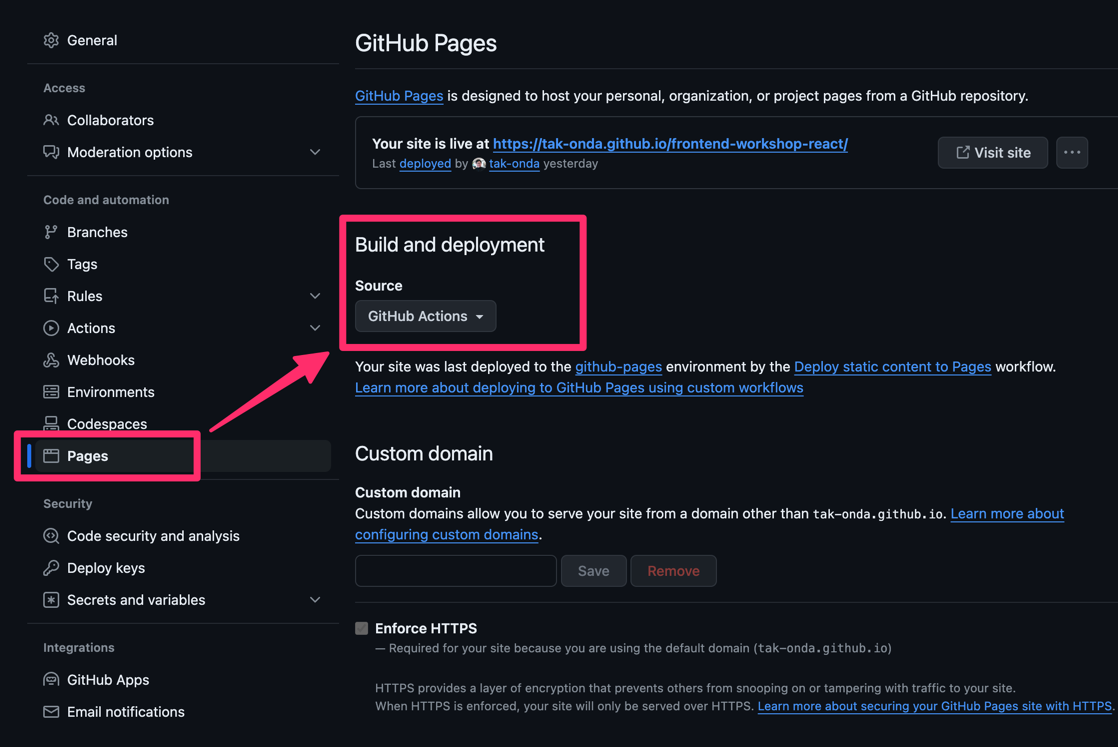 General
Access
Collaborators
Moderation options
Code and automation
Branches
Tags
Rules
Actions
Webhooks
Environments
Codespaces
Pages
Security
Code security and analysis
Deploy keys
Secrets and variables
Integrations
GitHub Apps
Email notifications
GitHub Pages
GitHub Pages is designed to host your personal, organization, or project pages from a GitHub repository.
Your site is live at https://tak-onda.github.io/frontend-workshop-react/
Last deployed by tak-onda yesterday
Visit site
Build and deployment
Source
GitHub Actions
Your site was last deployed to the github-pages environment by the Deploy static content to Pages workflow.
Learn more about deploying to GitHub Pages using custom workflows
Custom domain
Custom domain
Custom domains allow you to serve your site from a domain other than tak-onda.github.io. Learn more about
configuring custom domains.
Save Remove
Enforce HTTPS
— Required for your site because you are using the default domain (tak-onda.github.io)
HTTPS provides a layer of encryption that prevents others from snooping on or tampering with traffic to your site.
When HTTPS is enforced, your site will only be served over HTTPS. Learn more about securing your GitHub Pages site with HTTPS.